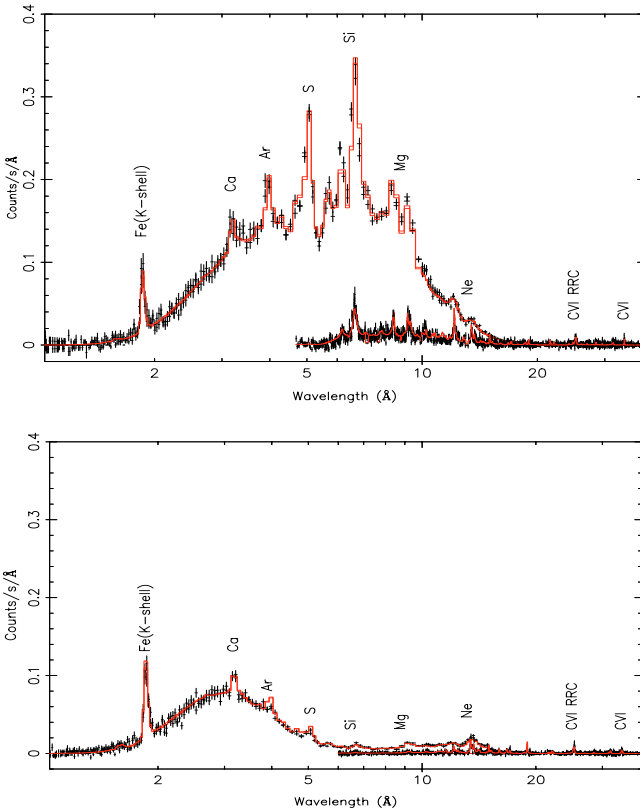 0.4
0.3
0.2
0.1
0
Counts/s/Å
Fe(K−shell)
Ca
Ar
S
Si
Mg
Ne
CVI RRC
CVI
2
5
10
20
Wavelength (Å)
0.4
0.3
0.2
0.1
0
Counts/s/Å
Fe(K−shell)
Ca
Ar
S
Si
Mg
Ne
CVI RRC
CVI
2
5
10
20
Wavelength (Å)